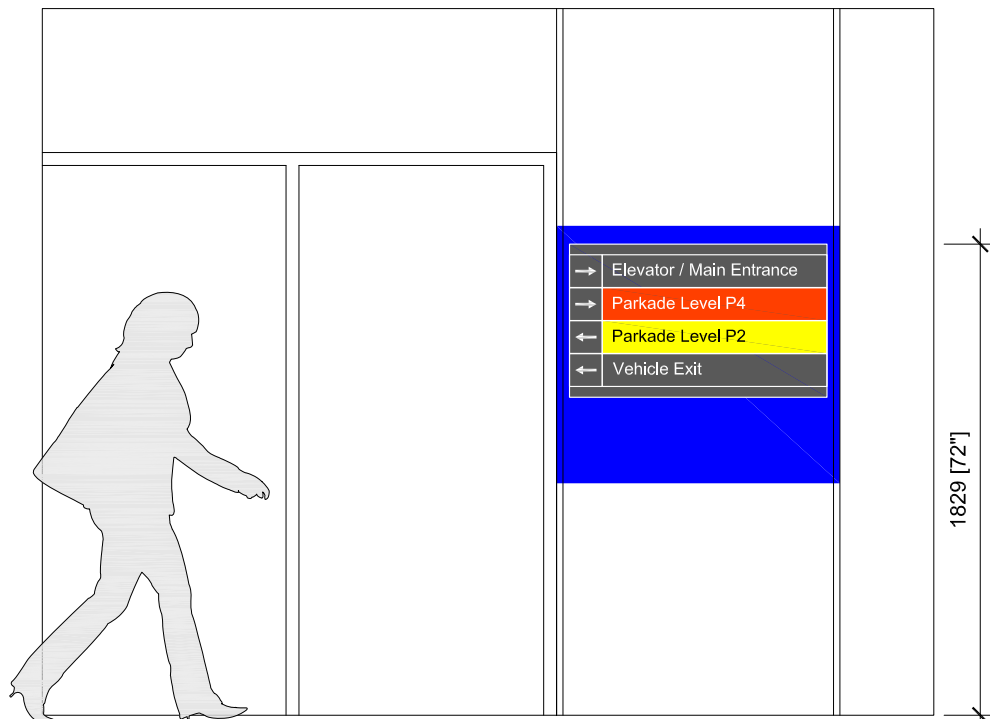 → Elevator / Main Entrance
→ Parkade Level P4
← Parkade Level P2
← Vehicle Exit
1829 [72"]